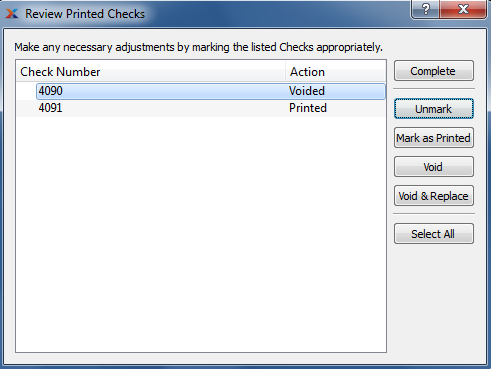 Review Printed Checks
?
X
Make any necessary adjustments by marking the listed Checks appropriately.
Check Number Action
4090 Voided
4091 Printed
Complete
Unmark
Mark as Printed
Void
Void & Replace
Select All